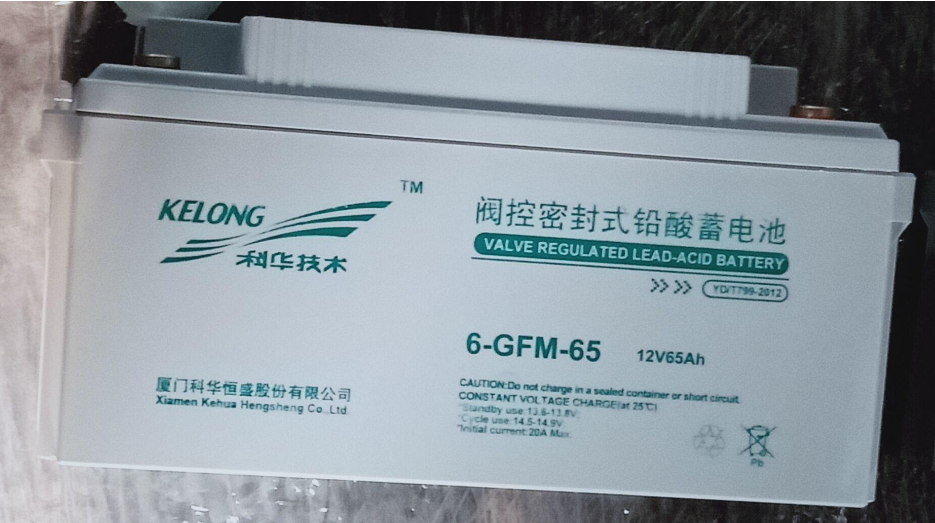 KELONG
TM
科华技术
阀控密封式铅酸蓄电池
VALVE REGULATED LEAD-ACID BATTERY
YD/T799-2012
6-GFM-65 12V65Ah
厦门科华恒盛股份有限公司
Xiamen Kehua Hengsheng Co.,Ltd.
CAUTION:Do not charge in a sealed container or short circuit.
CONSTANT VOLTAGE CHARGE(at 25℃)
*Standby use:13.6-13.8V
*Cycle use:14.5-14.9V
*Initial current:20A Max.
Pb